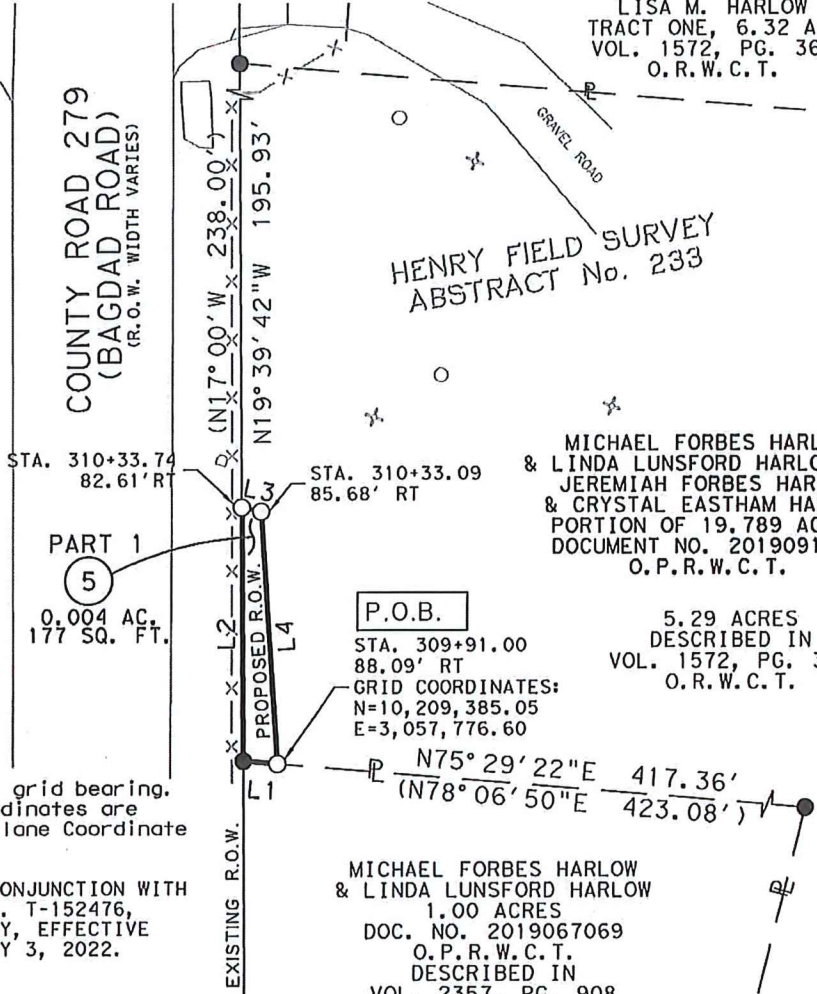 LISA M. HARLOW
TRACT ONE, 6.32 A
VOL. 1572, PG. 36
O.R.W.C.T.
COUNTY ROAD 279
(BAGDAD ROAD)
(R.O.W. WIDTH VARIES)
(N17°00'W 238.00')
N19°39'42"W 195.93'
P̲L
GRAVEL ROAD
HENRY FIELD SURVEY
ABSTRACT No. 233
STA. 310+33.74
82.61' RT
L3
STA. 310+33.09
85.68' RT
MICHAEL FORBES HARL
& LINDA LUNSFORD HARLO
JEREMIAH FORBES HAR
& CRYSTAL EASTHAM HA
PORTION OF 19.789 AC
DOCUMENT NO. 2019091
O.P.R.W.C.T.
PART 1
5
0.004 AC.
177 SQ. FT.
L2
PROPOSED R.O.W.
L4
P.O.B.
STA. 309+91.00
88.09' RT
GRID COORDINATES:
N=10,209,385.05
E=3,057,776.60
5.29 ACRES
DESCRIBED IN
VOL. 1572, PG. 3
O.R.W.C.T.
L1
PL
N75°29'22"E 417.36'
(N78°06'50"E 423.08')
PL
grid bearing.
dinates are
lane Coordinate
ONJUNCTION WITH
. T-152476,
Y, EFFECTIVE
Y 3, 2022.
EXISTING R.O.W.
MICHAEL FORBES HARLOW
& LINDA LUNSFORD HARLOW
1.00 ACRES
DOC. NO. 2019067069
O.P.R.W.C.T.
DESCRIBED IN
VOL. 2357, PG. 908